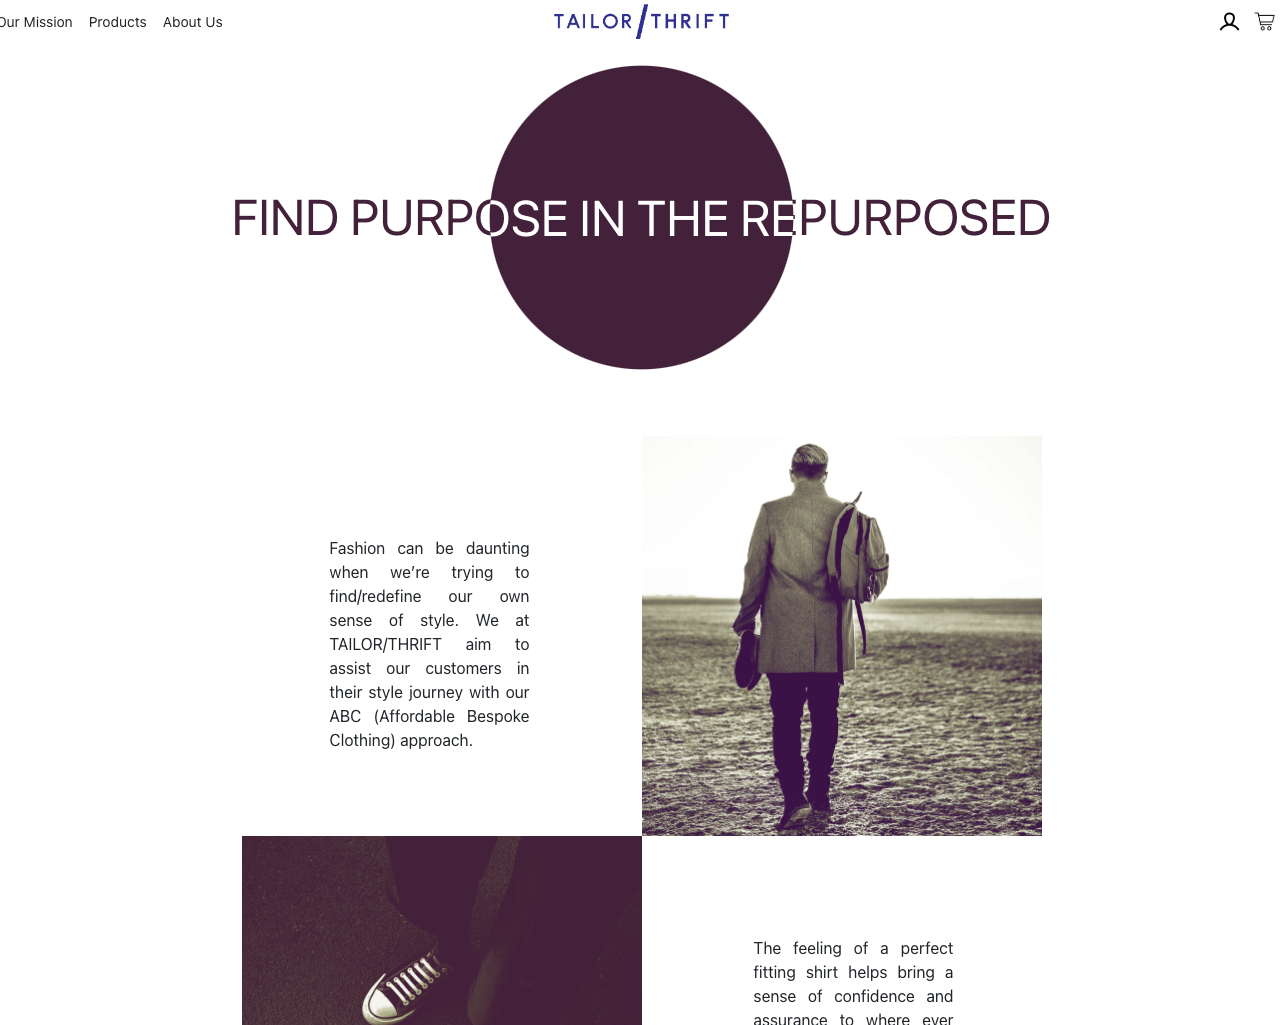 Our Mission Products About Us
TAILOR/THRIFT
FIND PURPOSE IN THE REPURPOSED
Fashion can be daunting
when we’re trying to
find/redefine our own
sense of style. We at
TAILOR/THRIFT aim to
assist our customers in
their style journey with our
ABC (Affordable Bespoke
Clothing) approach.
The feeling of a perfect
fitting shirt helps bring a
sense of confidence and
assurance to where ever